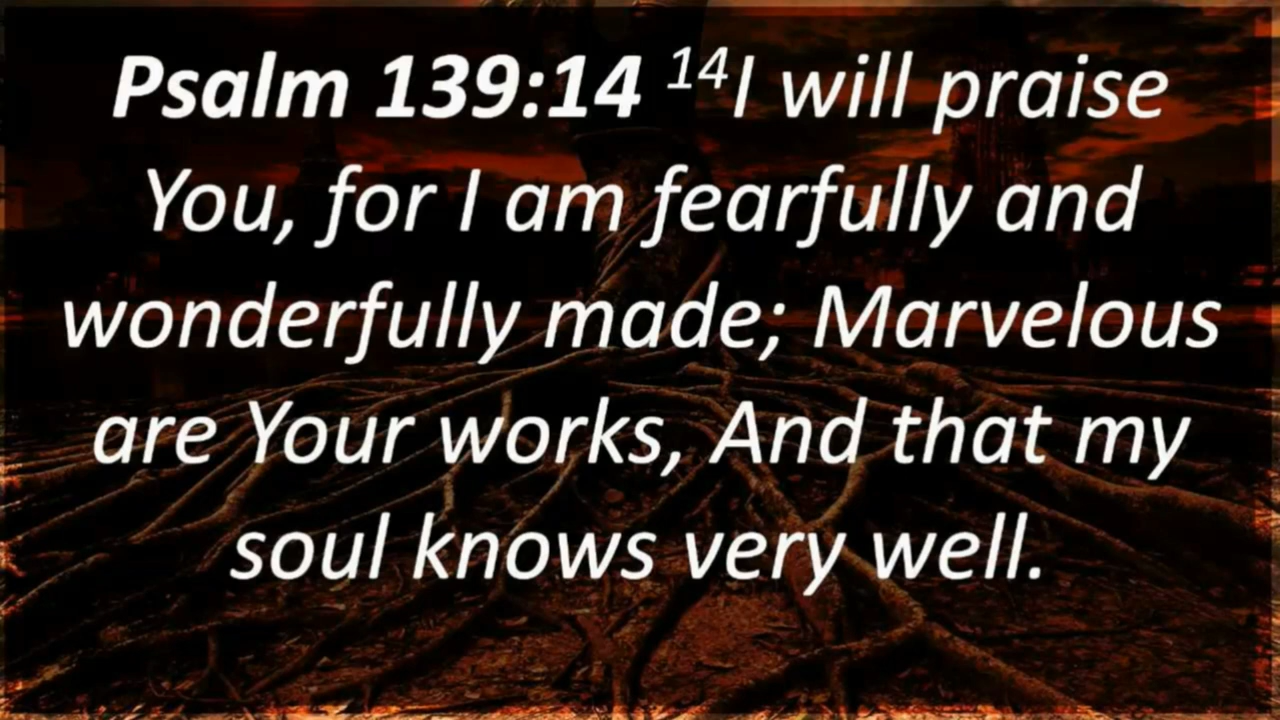 Psalm 139:14 ¹⁴I will praise
You, for I am fearfully and
wonderfully made; Marvelous
are Your works, And that my
soul knows very well.